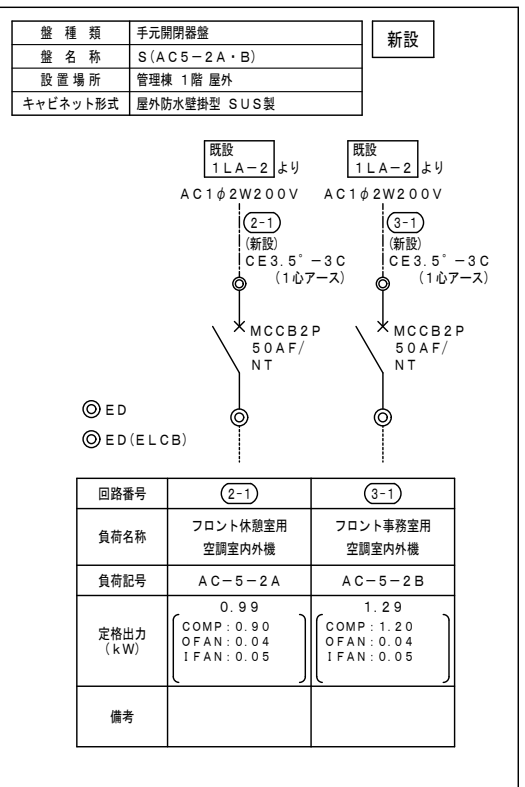 盤種類 手元開閉器盤
新設
盤名称 S(AC5-2A・B)
設置場所 管理棟 1階 屋外
キャビネット形式 屋外防水壁掛型 SUS製
既設 既設
1LA-2より 1LA-2より
AC1φ2W200V AC1φ2W200V
2-1 3-1
(新設) (新設)
CE3.5°-3C CE3.5°-3C
(1心アース) (1心アース)
MCCB2P MCCB2P
50AF/ 50AF/
NT NT
ED
ED(ELCB)
回路番号 2-1 3-1
負荷名称 フロント休憩室用 フロント事務室用
空調室内外機 空調室内外機
負荷記号 AC-5-2A AC-5-2B
定格出力 0.99 1.29
(kW) COMP:0.90 COMP:1.20
OFAN:0.04 OFAN:0.04
IFAN:0.05 IFAN:0.05
備考